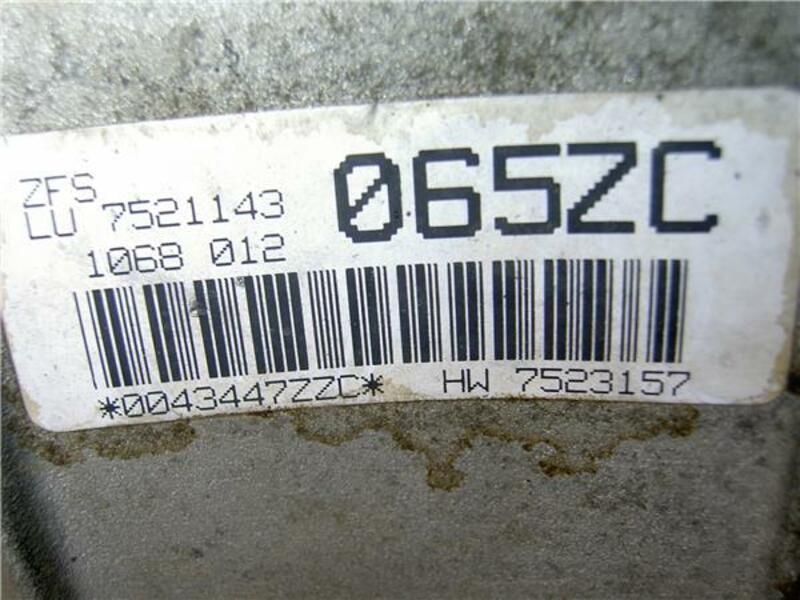 ZFS
LU 7521143
1068 012
065ZC
*0043447ZZC* HW 7523157